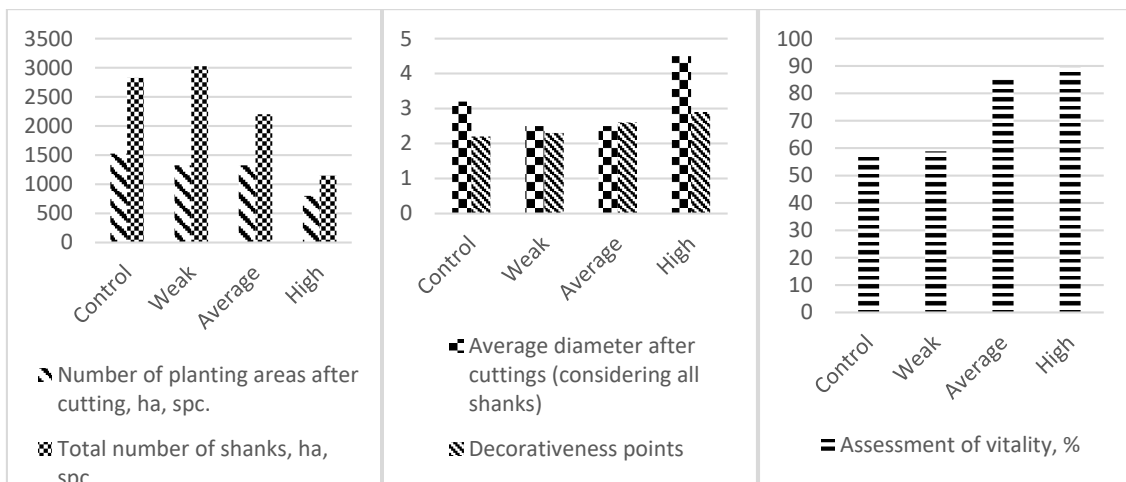 3500
3000
2500
2000
1500
1000
500
0
Control
Weak
Average
High
Number of planting areas after
cutting, ha, spc.
Total number of shanks, ha,
spc
5
4
3
2
1
0
Control
Weak
Average
High
Average diameter after
cuttings (considering all
shanks)
Decorativeness points
100
90
80
70
60
50
40
30
20
10
0
Control
Weak
Average
High
Assessment of vitality, %